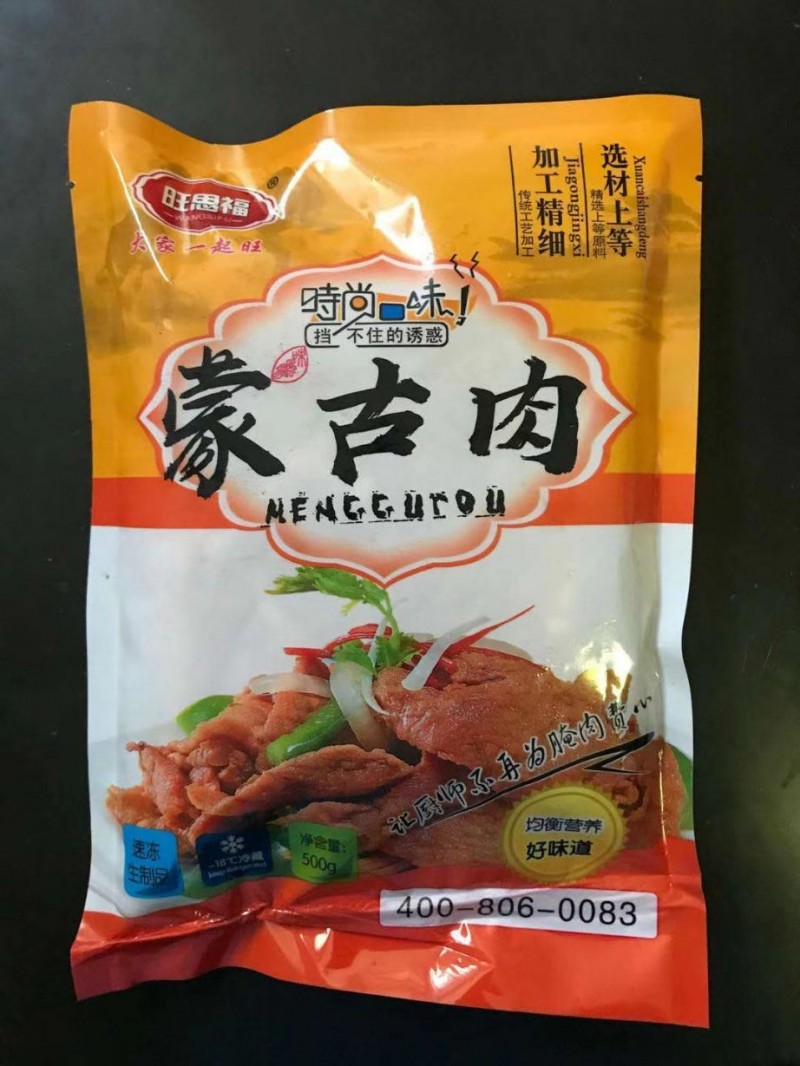 旺思福
WANGSIFU
®
大家一起旺
选材上等
Xuancaishangdeng
精选上等原料
加工精细
Jiagongjingxi
传统工艺加工
時尚一味!
挡不住的诱惑
蒙古肉
MENGGUROU
让厨师不再为腌肉费心
均衡营养
好味道
速冻
生制品
-18℃冷藏
keep Refrigerated
净含量:
500g
400-806-0083